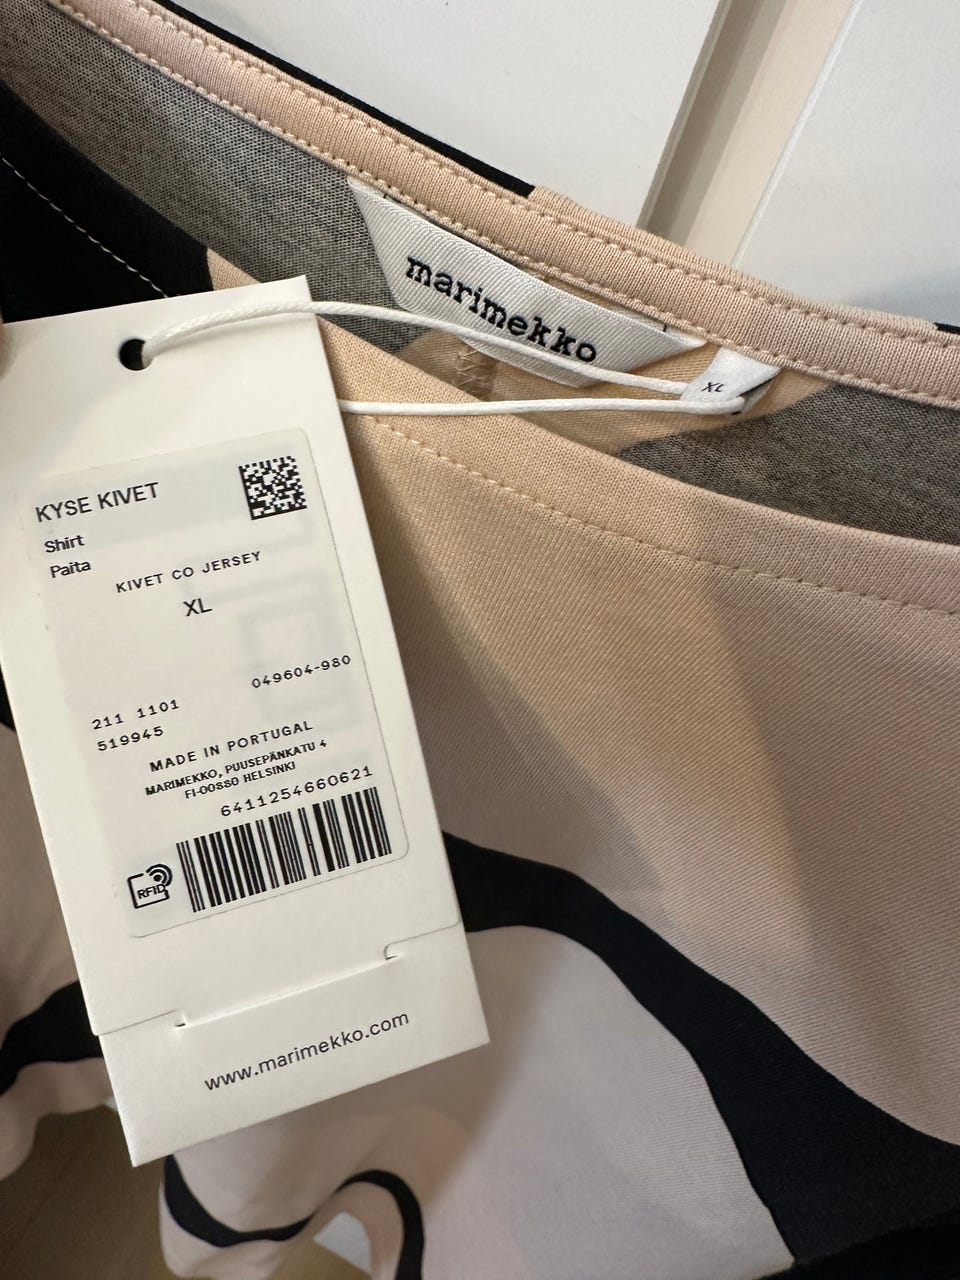 marimekko
XL
KYSE KIVET
Shirt
Paita
KIVET CO JERSEY
XL
049604-980
211 1101
519945
MADE IN PORTUGAL
MARIMEKKO, PUUSEPÄNKATU 4
FI-00880 HELSINKI
6411254660621
RFID
www.marimekko.com